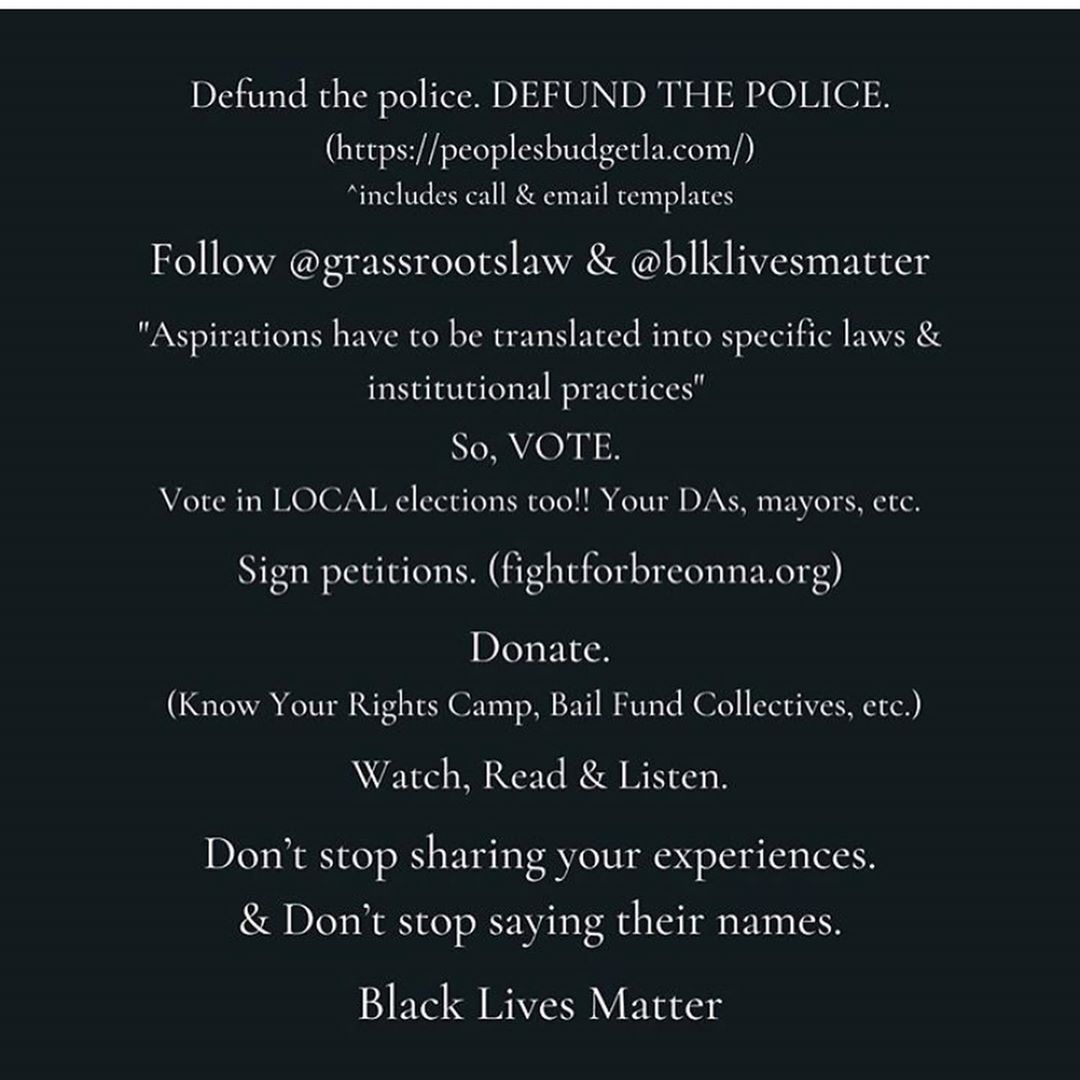 Defund the police. DEFUND THE POLICE.
(https://peoplesbudgetla.com/)
^includes call & email templates
Follow @grassrootslaw & @blklivesmatter
"Aspirations have to be translated into specific laws &
institutional practices"
So, VOTE.
Vote in LOCAL elections too!! Your DAs, mayors, etc.
Sign petitions. (fightforbreonna.org)
Donate.
(Know Your Rights Camp, Bail Fund Collectives, etc.)
Watch, Read & Listen.
Don’t stop sharing your experiences.
& Don’t stop saying their names.
Black Lives Matter